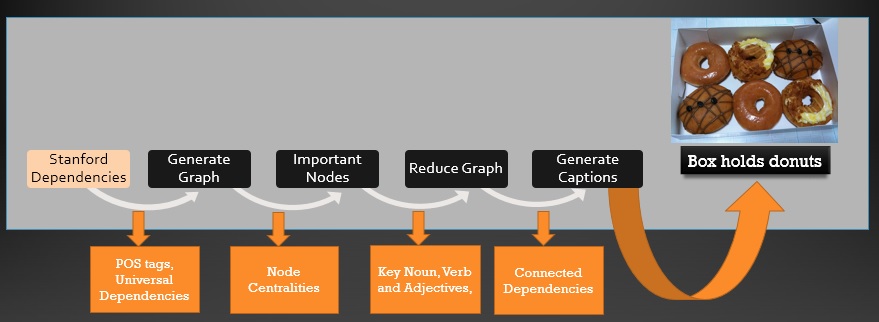 Stanford
Dependencies
Generate
Graph
Important
Nodes
Reduce Graph
Generate
Captions
Box holds donuts
POS tags,
Universal
Dependencies
Node
Centralities
Key Noun, Verb
and Adjectives,
Connected
Dependencies